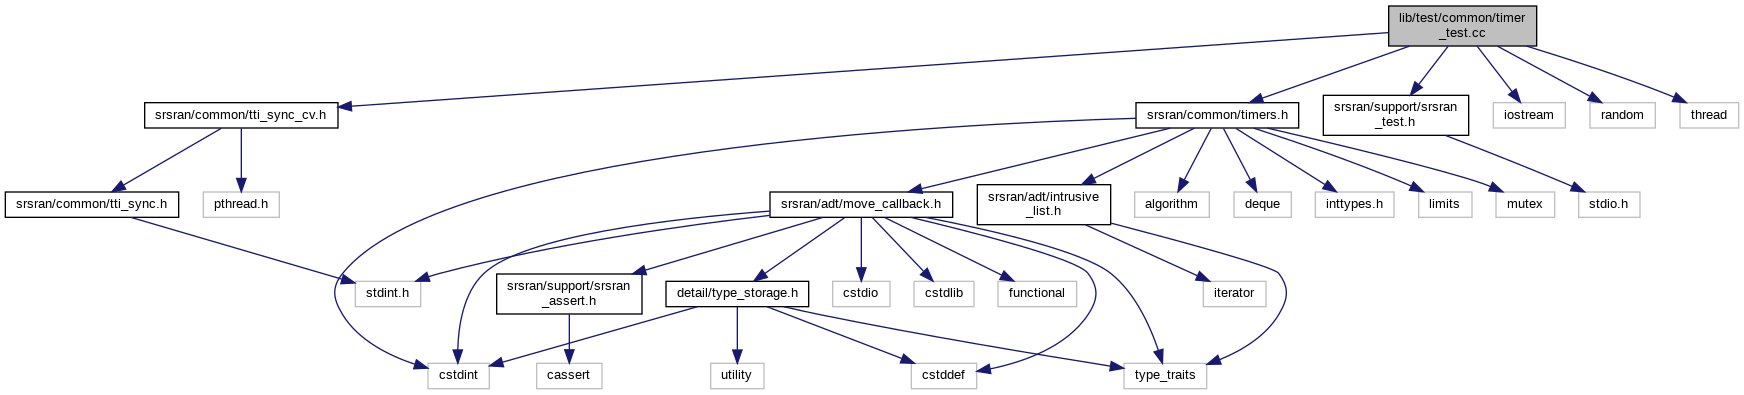 lib/test/common/timer
_test.cc
srsran/common/tti_sync_cv.h
srsran/common/timers.h
srsran/support/srsran
_test.h
iostream
random
thread
srsran/common/tti_sync.h
pthread.h
srsran/adt/move_callback.h
srsran/adt/intrusive
_list.h
algorithm
deque
inttypes.h
limits
mutex
stdio.h
stdint.h
srsran/support/srsran
_assert.h
detail/type_storage.h
cstdio
cstdlib
functional
iterator
cstdint
cassert
utility
cstddef
type_traits